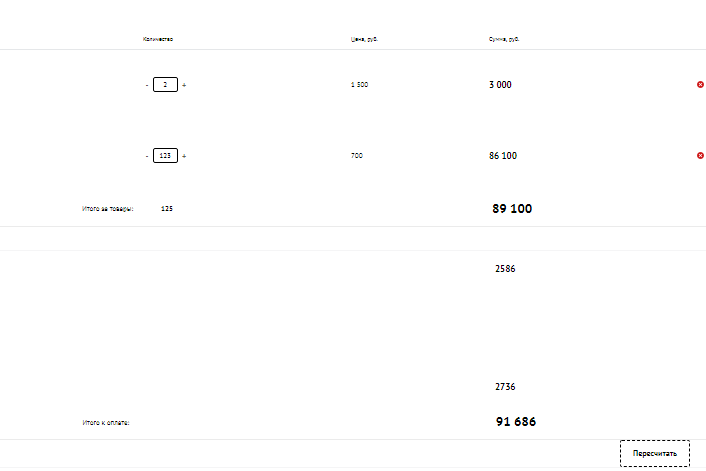 Количество Цена, руб. Сумма, руб.
- 2 + 1 500 3 000
- 123 + 700 86 100
Итого за товары: 125 89 100
2586
2736
Итого к оплате: 91 686
Пересчитать